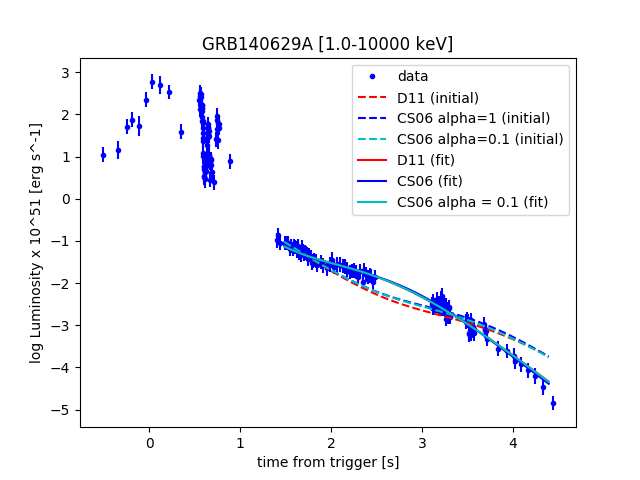 GRB140629A [1.0-10000 keV]
data
D11 (initial)
CS06 alpha=1 (initial)
CS06 alpha=0.1 (initial)
D11 (fit)
CS06 (fit)
CS06 alpha = 0.1 (fit)
log Luminosity x 10^51 [erg s^-1]
3
2
1
0
−1
−2
−3
−4
−5
0
1
2
3
4
time from trigger [s]